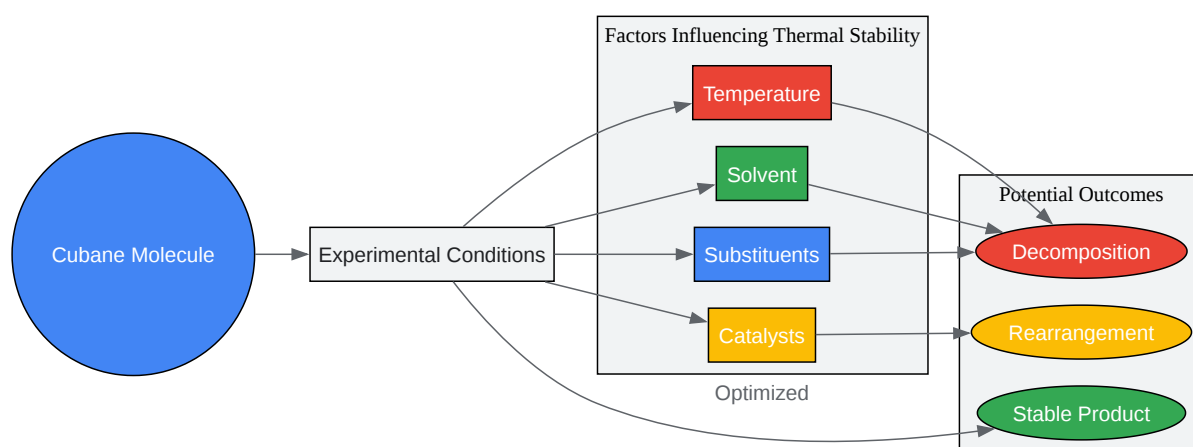 Factors Influencing Thermal Stability
Temperature
Solvent
Potential Outcomes
Cubane Molecule
Experimental Conditions
Substituents
Decomposition
Catalysts
Rearrangement
Optimized
Stable Product